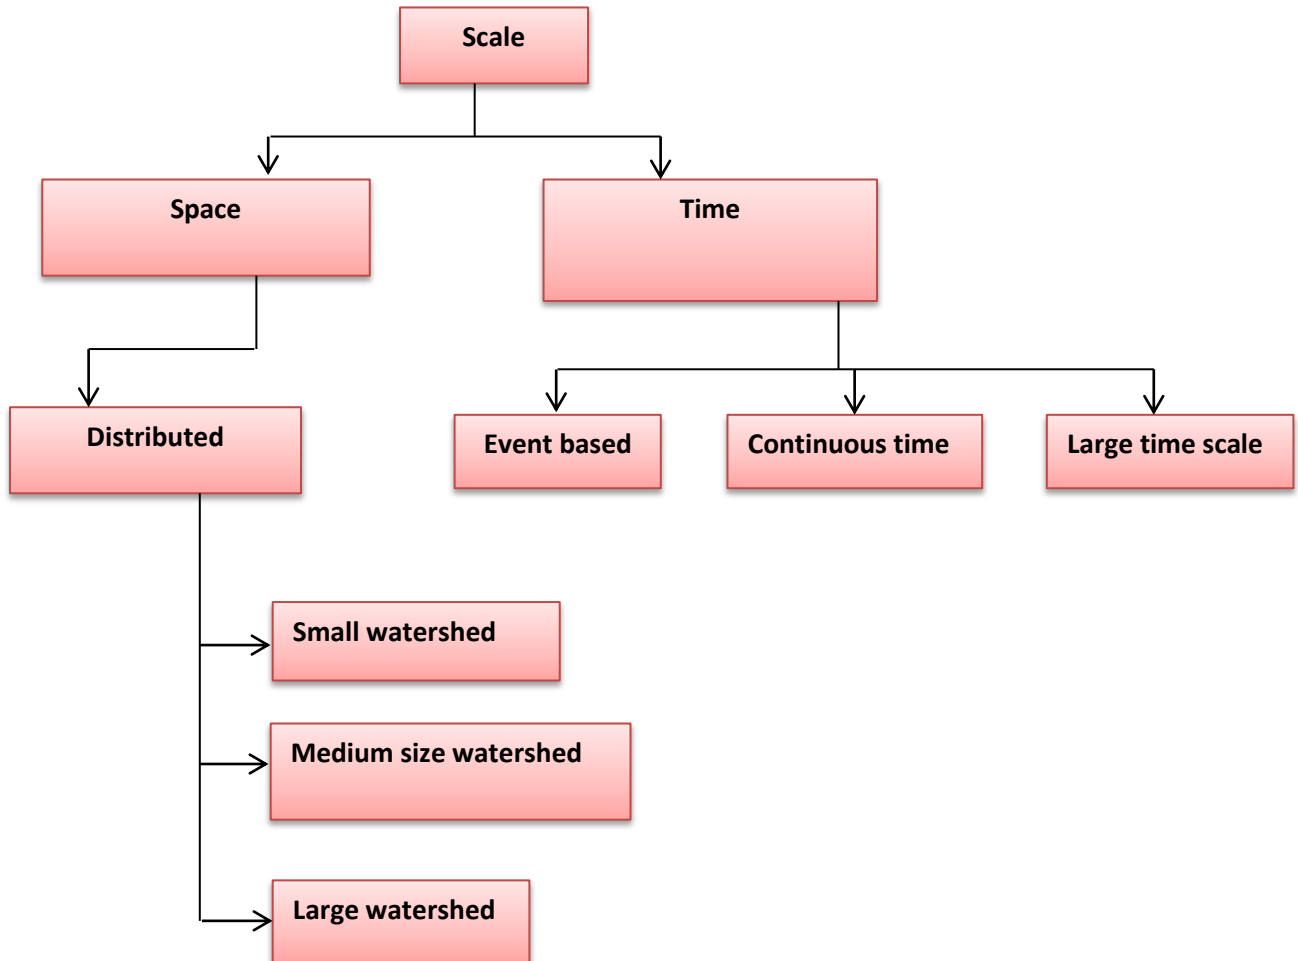 Scale
Space
Time
Distributed
Event based
Continuous time
Large time scale
Small watershed
Medium size watershed
Large watershed